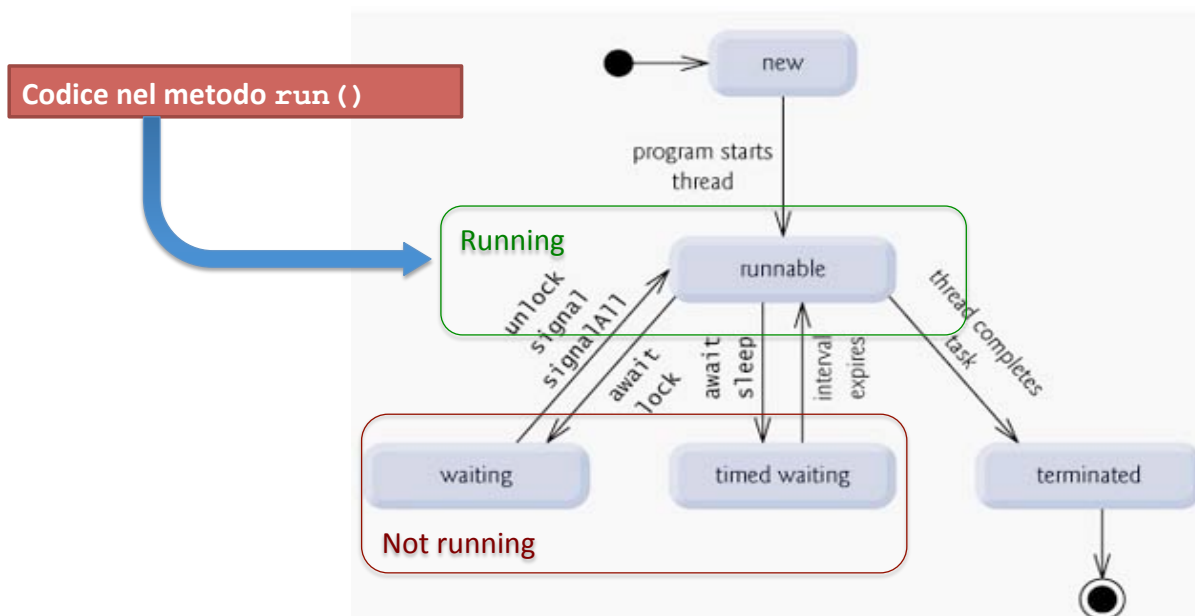 new
Codice nel metodo run()
program starts
thread
Running
runnable
unlock
signal
signalAll
await
lock
await
sleep
interval
expires
thread completes
task
waiting
timed waiting
terminated
Not running